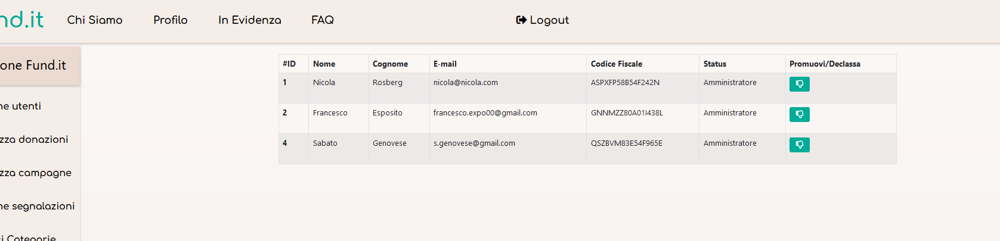 nd.it Chi Siamo Profilo In Evidenza FAQ Logout
one Fund.it
ne utenti
zza donazioni
zza campagne
ne segnalazioni
i Categorie
#ID Nome Cognome E-mail Codice Fiscale Status Promuovi/Declassa
1 Nicola Rosberg nicola@nicola.com ASPXFP58B54F242N Amministratore
2 Francesco Esposito francesco.expo00@gmail.com GNNMZZ80A01I438L Amministratore
4 Sabato Genovese s.genovese@gmail.com QSZBVM83E54F965E Amministratore